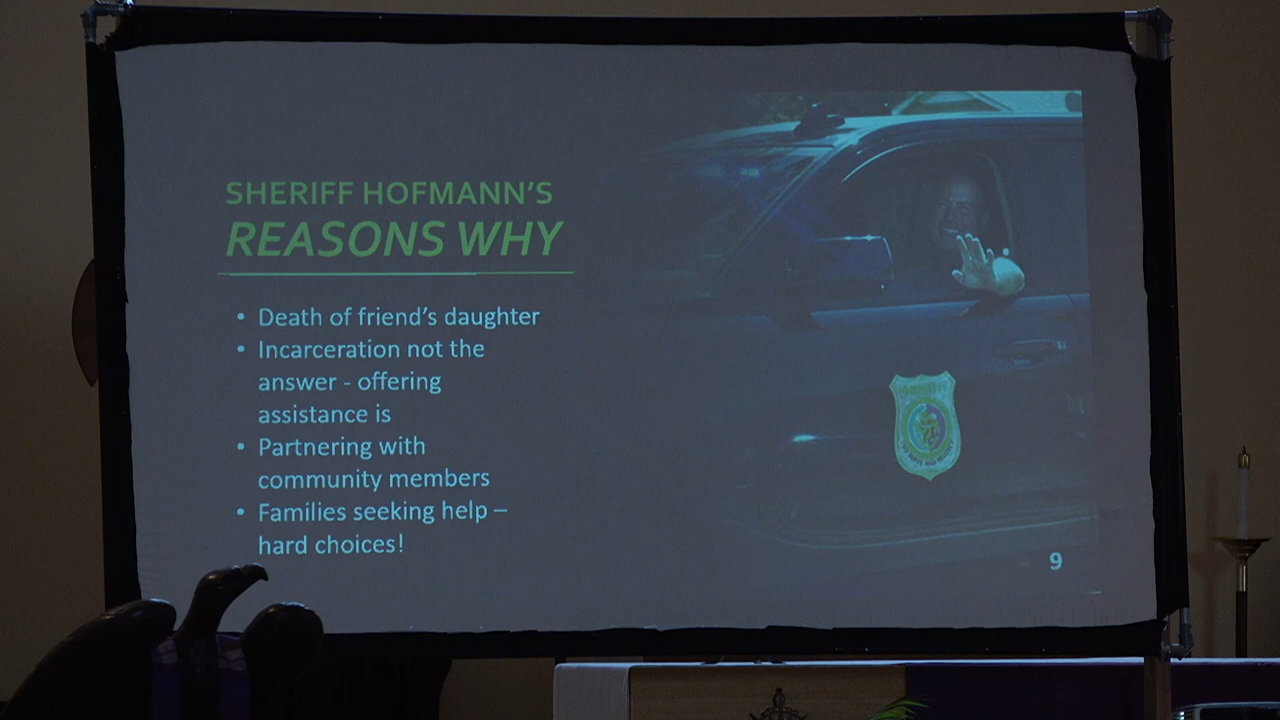 SHERIFF HOFMANN'S
REASONS WHY
• Death of friend's daughter
• Incarceration not the
answer - offering
assistance is
• Partnering with
community members
• Families seeking help –
hard choices!
9